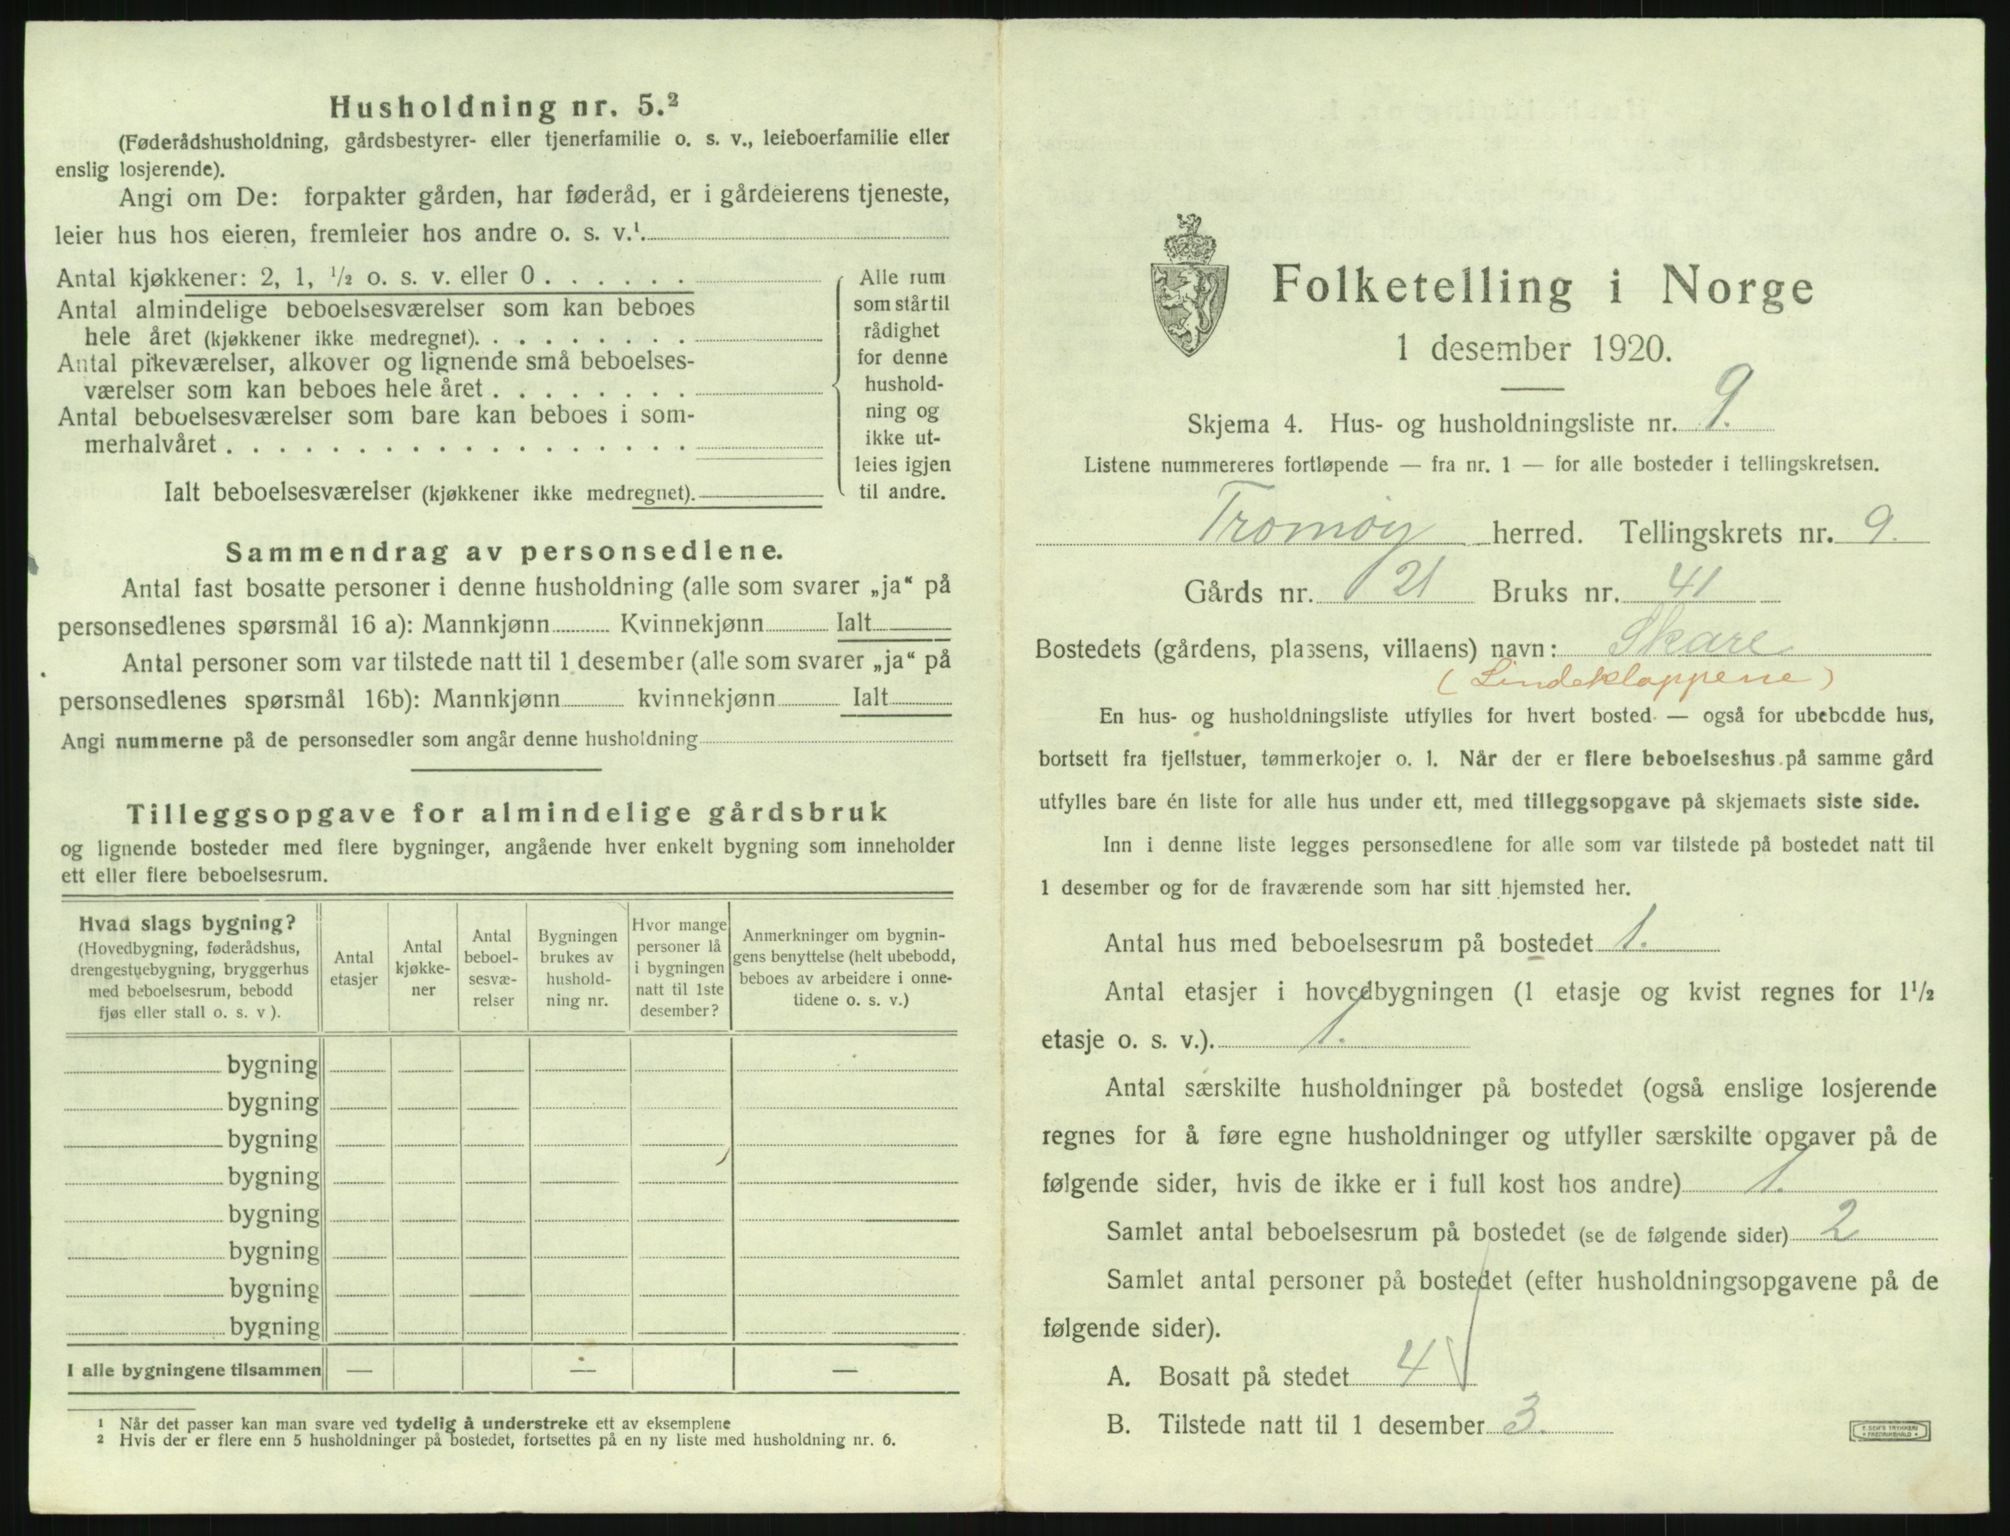 Husholdning nr. 5.²
(Føderådshusholdning, gårdsbestyrer- eller tjenerfamilie o. s. v., leieboerfamilie eller
enslig losjerende).
Angi om De: forpakter gården, har føderåd, er i gårdeierens tjeneste,
leier hus hos eieren, fremleier hos andre o. s. v.¹.
Antal kjøkkener: 2, 1, ½ o. s. v. eller 0 . . . . . .
Antal almindelige beboelsesværelser som kan beboes
hele året (kjøkkener ikke medregnet). . . . . . . . .
Antal pikeværelser, alkover og lignende små beboelses-
værelser som kan beboes hele året . . . . . . . .
Antal beboelsesværelser som bare kan beboes i som-
merhalvåret . . . . . . . . . . . . . . . . . .
Alle rum
som står til
rådighet
for denne
hushold-
ning og
ikke ut-
leies igjen
til andre.
Ialt beboelsesværelser (kjøkkener ikke medregnet).
Sammendrag av personsedlene.
Antal fast bosatte personer i denne husholdning (alle som svarer „ja“ på
personsedlenes spørsmål 16 a): Mannkjønn Kvinnekjønn Ialt
Antal personer som var tilstede natt til 1 desember (alle som svarer „ja“ på
personsedlenes spørsmål 16b): Mannkjønn kvinnekjønn Ialt
Angi nummerne på de personsedler som angår denne husholdning
Tilleggsopgave for almindelige gårdsbruk
og lignende bosteder med flere bygninger, angående hver enkelt bygning som inneholder
ett eller flere beboelsesrum.
Hvad slags bygning?
(Hovedbygning, føderådshus,
drengestuebygning, bryggerhus
med beboelsesrum, bebodd
fjøs eller stall o. s. v ).
Antal
etasjer
Antal
kjøkke-
ner
Antal
beboel-
sesvæ-
relser
Bygningen
brukes av
hushold-
ning nr.
Hvor mange
personer lå
i bygningen
natt til 1ste
desember?
Anmerkninger om bygnin-
gens benyttelse (helt ubebodd,
beboes av arbeidere i onne-
tidene o. s. v.)
bygning
bygning
bygning
bygning
bygning
bygning
bygning
bygning
I alle bygningene tilsammen — — —
¹ Når det passer kan man svare ved tydelig å understreke ett av eksemplene
² Hvis der er flere enn 5 husholdninger på bostedet, fortsettes på en ny liste med husholdning nr. 6.
Folketelling i Norge
1 desember 1920.
Skjema 4. Hus- og husholdningsliste nr. 9.
Listene nummereres fortløpende — fra nr. 1 — for alle bosteder i tellingskretsen.
Tromøy herred. Tellingskrets nr. 9.
Gårds nr. 21 Bruks nr. 41
Bostedets (gårdens, plassens, villaens) navn: Skare
(Lindekloppene)
En hus- og husholdningsliste utfylles for hvert bosted — også for ubebodde hus,
bortsett fra fjellstuer, tømmerkojer o. l. Når der er flere beboelseshus på samme gård
utfylles bare én liste for alle hus under ett, med tilleggsopgave på skjemaets siste side.
Inn i denne liste legges personsedlene for alle som var tilstede på bostedet natt til
1 desember og for de fraværende som har sitt hjemsted her.
Antal hus med beboelsesrum på bostedet 1.
Antal etasjer i hovedbygningen (1 etasje og kvist regnes for 1½
etasje o. s. v.). 1.
Antal særskilte husholdninger på bostedet (også enslige losjerende
regnes for å føre egne husholdninger og utfyller særskilte opgaver på de
følgende sider, hvis de ikke er i full kost hos andre) 1.
Samlet antal beboelsesrum på bostedet (se de følgende sider) 2
Samlet antal personer på bostedet (efter husholdningsopgavene på de
følgende sider).
A. Bosatt på stedet 4
B. Tilstede natt til 1 desember 3.